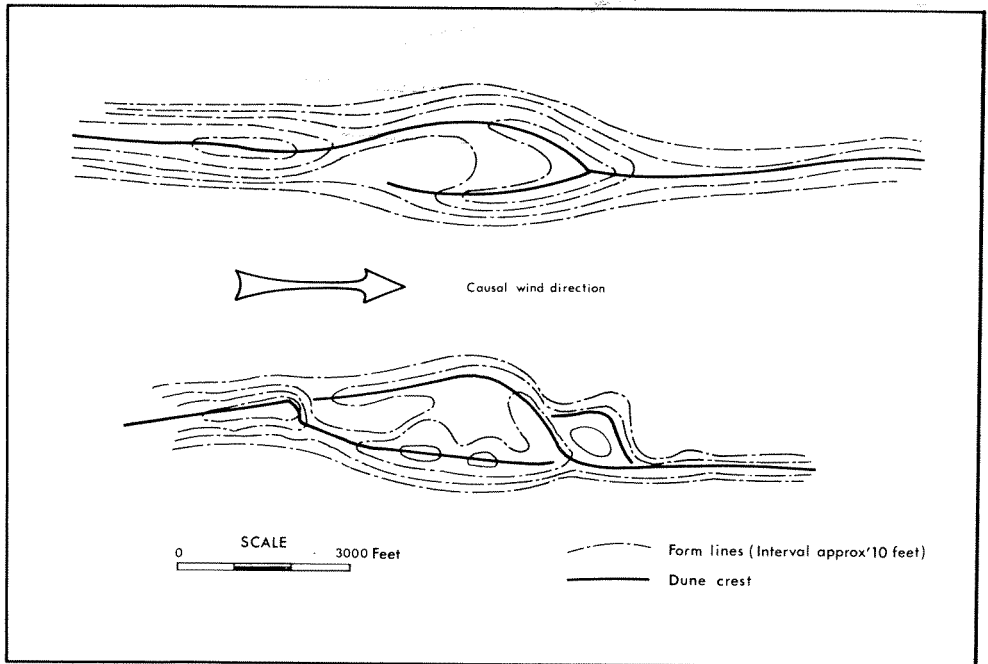 Causal wind direction
SCALE
0 3000 Feet
Form lines (Interval approx'10 feet)
Dune crest